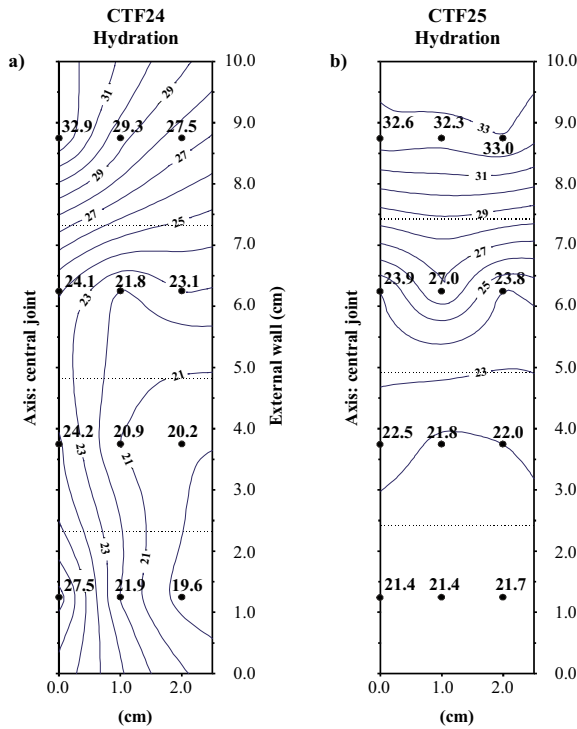 CTF24
Hydration
a)
10.0
9.0
8.0
7.0
6.0
5.0
4.0
3.0
2.0
1.0
0.0
31
29
32.9 29.3 27.5
27
29
27
25
24.1 21.8 23.1
23
21
24.2 20.9 20.2
23
21
23
21
27.5 21.9 19.6
0.0 1.0 2.0
(cm)
Axis: central joint
External wall (cm)
CTF25
Hydration
b)
10.0
9.0
8.0
7.0
6.0
5.0
4.0
3.0
2.0
1.0
0.0
32.6 32.3 33
33.0
31
29
27
23.9 27.0 25 23.8
23
22.5 21.8 22.0
21.4 21.4 21.7
0.0 1.0 2.0
(cm)
Axis: central joint